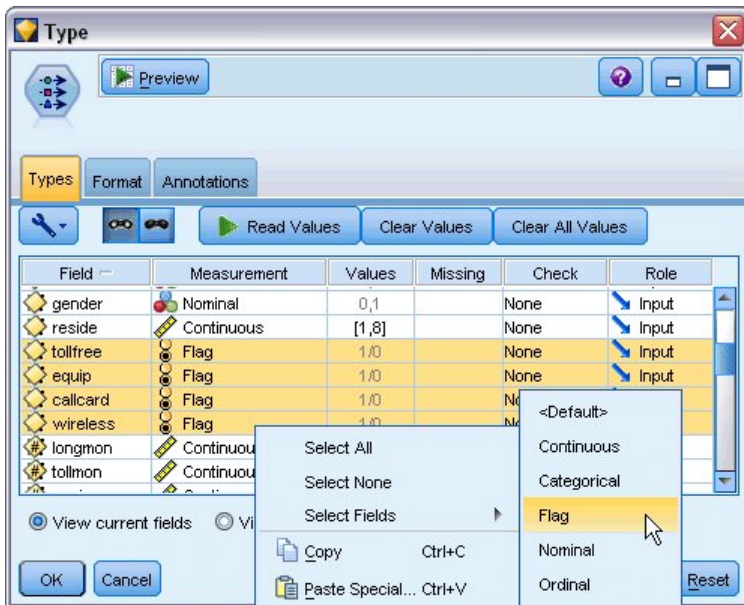 Type
Preview
Types Format Annotations
Read Values Clear Values Clear All Values
Field Measurement Values Missing Check Role
gender Nominal 0,1 None Input
reside Continuous [1,8] None Input
tollfree Flag 1/0 None Input
equip Flag 1/0 None Input
callcard Flag 1/0
wireless Flag 1/0
longmon
tollmon
Select All
Select None
Select Fields
Copy Ctrl+C
Paste Special... Ctrl+V
<Default>
Continuous
Categorical
Flag
Nominal
Ordinal
View current fields
OK Cancel Reset